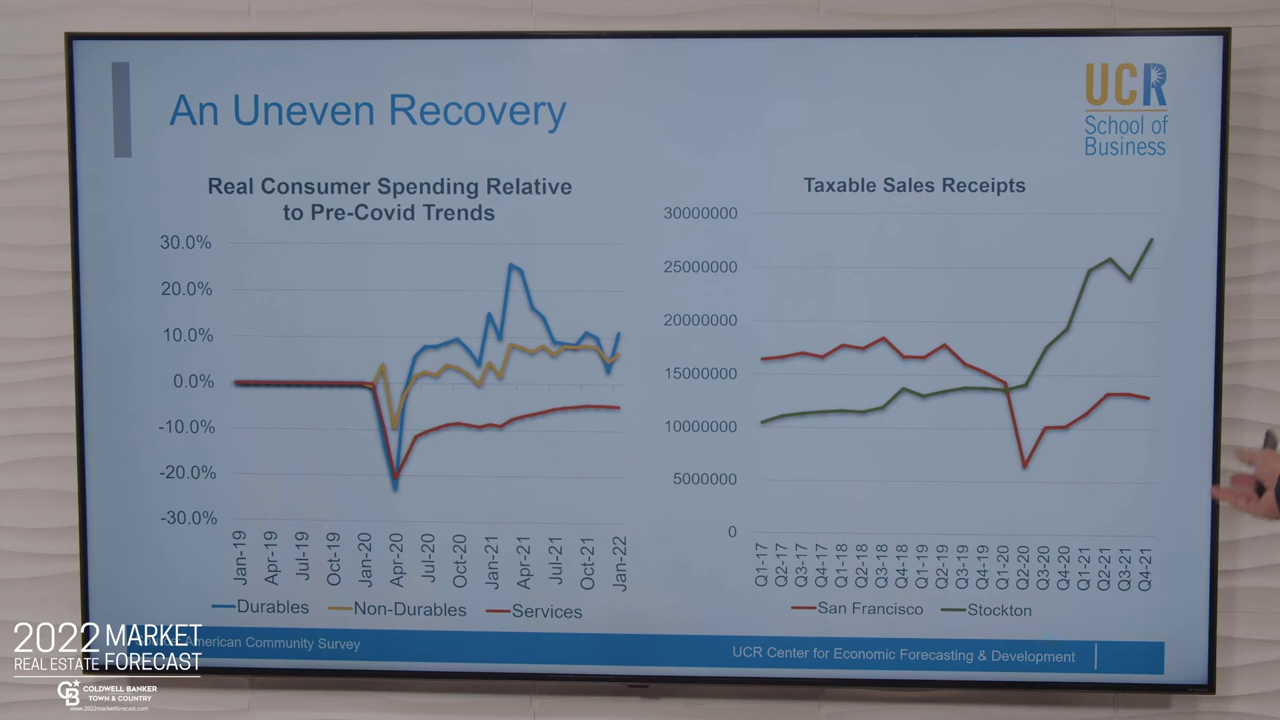 An Uneven Recovery
UCR
School of
Business
Real Consumer Spending Relative
to Pre-Covid Trends
30.0%
20.0%
10.0%
0.0%
-10.0%
-20.0%
-30.0%
Jan-19
Apr-19
Jul-19
Oct-19
Jan-20
Apr-20
Jul-20
Oct-20
Jan-21
Apr-21
Jul-21
Oct-21
Jan-22
Durables
Non-Durables
Services
Taxable Sales Receipts
30000000
25000000
20000000
15000000
10000000
5000000
0
Q1-17
Q2-17
Q3-17
Q4-17
Q1-18
Q2-18
Q3-18
Q4-18
Q1-19
Q2-19
Q3-19
Q4-19
Q1-20
Q2-20
Q3-20
Q4-20
Q1-21
Q2-21
Q3-21
Q4-21
San Francisco
Stockton
American Community Survey
UCR Center for Economic Forecasting & Development
2022 MARKET
REAL ESTATE FORECAST
CB
COLDWELL BANKER
TOWN & COUNTRY
www.2022marketforecast.com